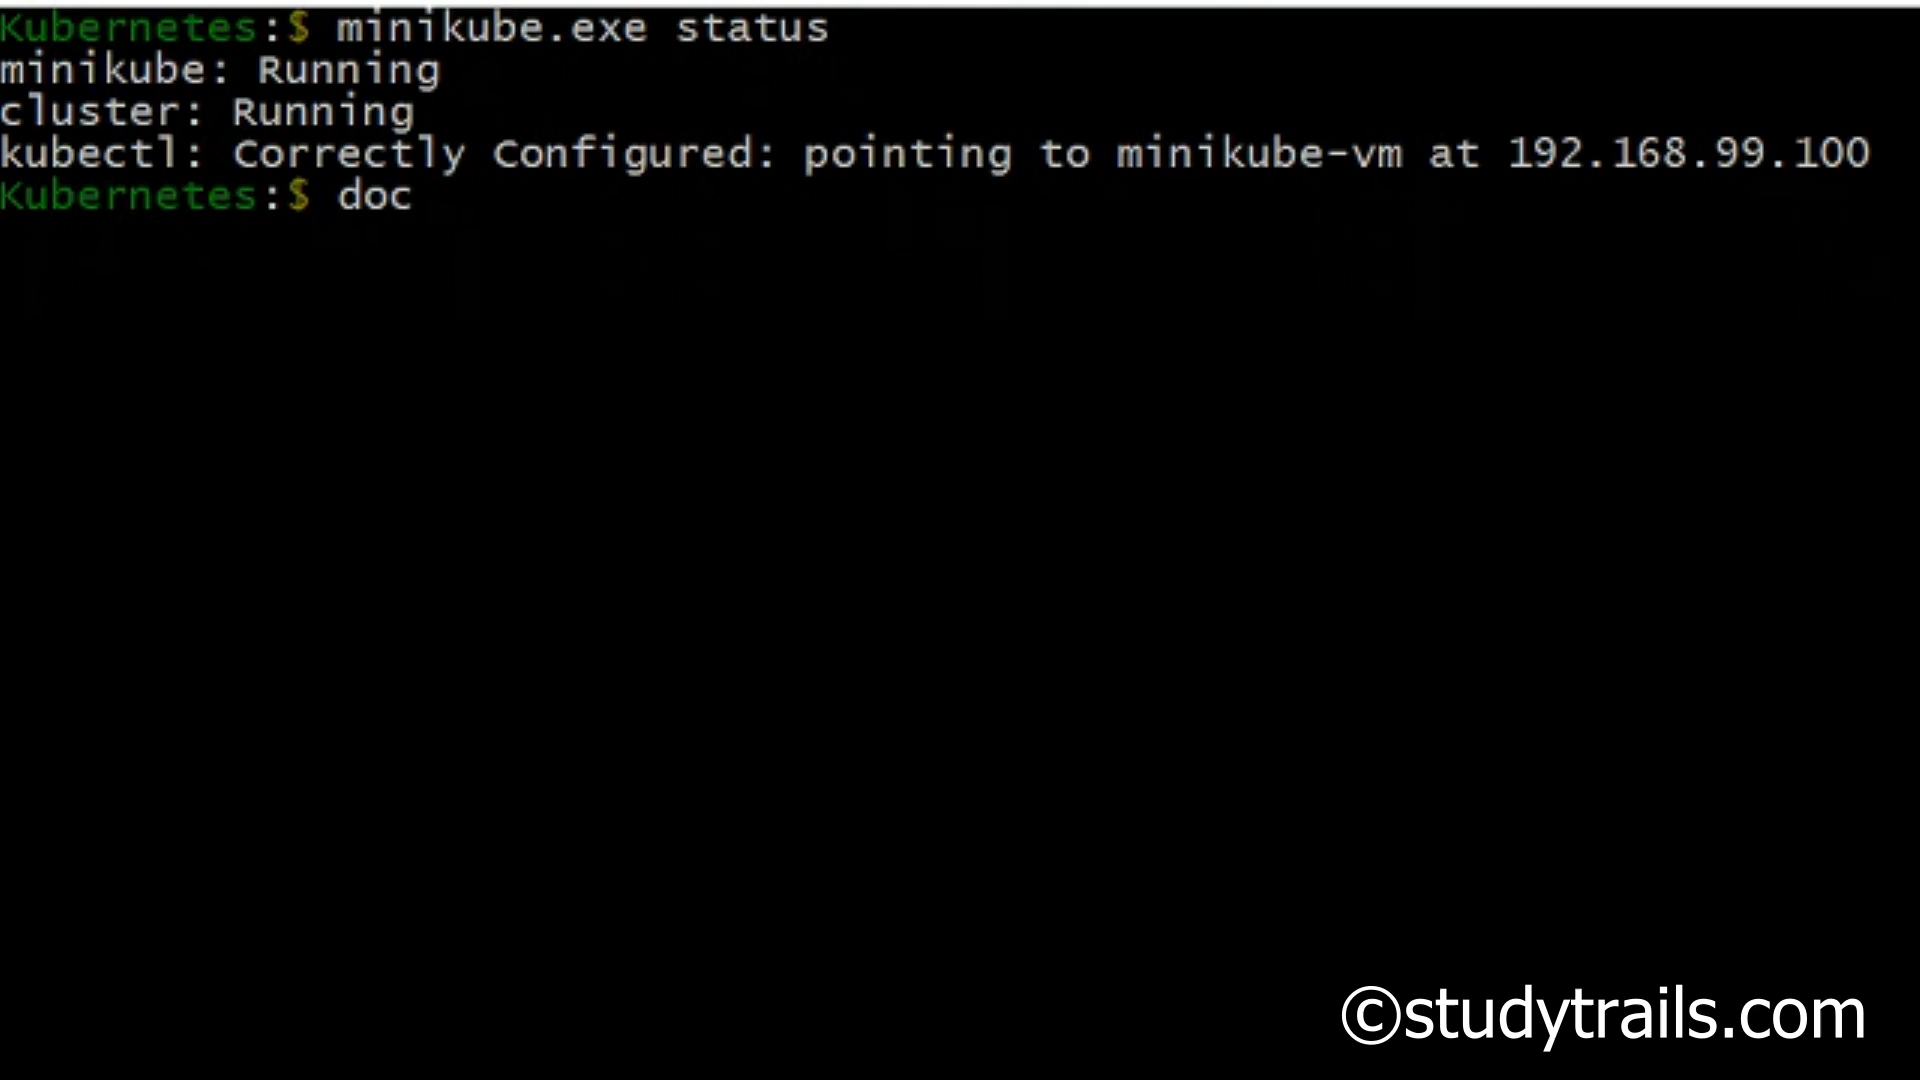 Kubernetes:$ minikube.exe status
minikube: Running
cluster: Running
kubectl: Correctly Configured: pointing to minikube-vm at 192.168.99.100
Kubernetes:$ doc
©studytrails.com